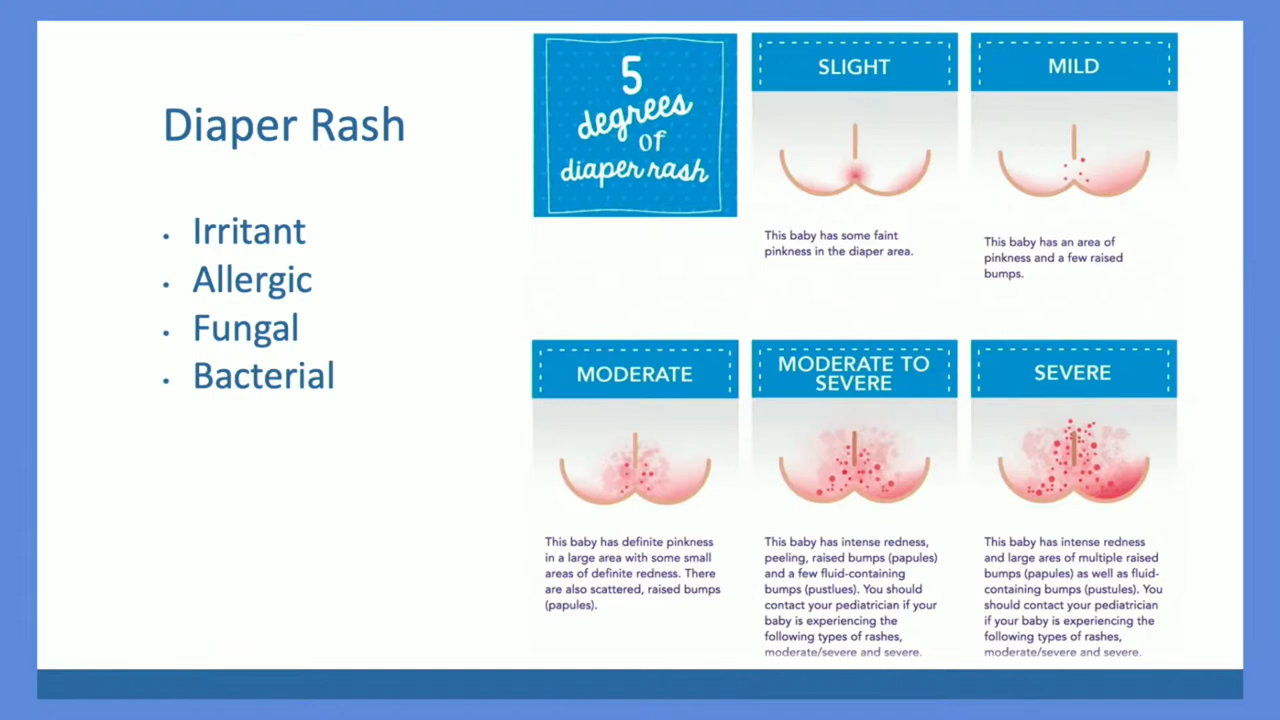 Diaper Rash
• Irritant
• Allergic
• Fungal
• Bacterial
5
degrees
of
diaper rash
SLIGHT
This baby has some faint
pinkness in the diaper area.
MILD
This baby has an area of
pinkness and a few raised
bumps.
MODERATE
This baby has definite pinkness
in a large area with some small
areas of definite redness. There
are also scattered, raised bumps
(papules).
MODERATE TO
SEVERE
This baby has intense redness,
peeling, raised bumps (papules)
and a few fluid-containing
bumps (pustlues). You should
contact your pediatrician if your
baby is experiencing the
following types of rashes,
moderate/severe and severe.
SEVERE
This baby has intense redness
and large ares of multiple raised
bumps (papules) as well as fluid-
containing bumps (pustules). You
should contact your pediatrician
if your baby is experiencing the
following types of rashes,
moderate/severe and severe.